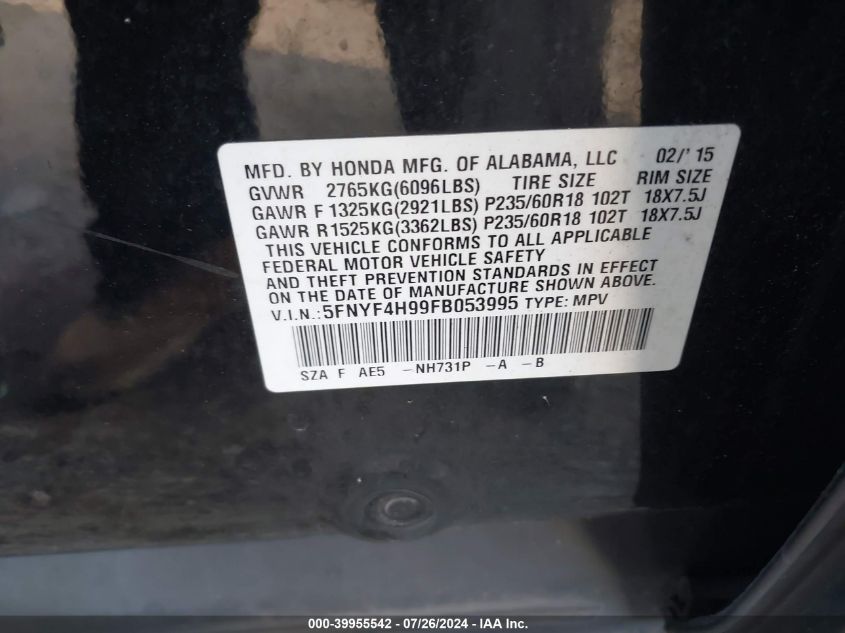 MFD. BY HONDA MFG. OF ALABAMA, LLC 02/'15
GVWR 2765KG(6096LBS) TIRE SIZE RIM SIZE
GAWR F 1325KG(2921LBS) P235/60R18 102T 18X7.5J
GAWR R1525KG(3362LBS) P235/60R18 102T 18X7.5J
THIS VEHICLE CONFORMS TO ALL APPLICABLE
FEDERAL MOTOR VEHICLE SAFETY
AND THEFT PREVENTION STANDARDS IN EFFECT
ON THE DATE OF MANUFACTURE SHOWN ABOVE.
V.I.N.:5FNYF4H99FB053995 TYPE: MPV
SZA F AE5 -NH731P -A -B
000-39955542 / 07/26/2024 - IAA Inc.